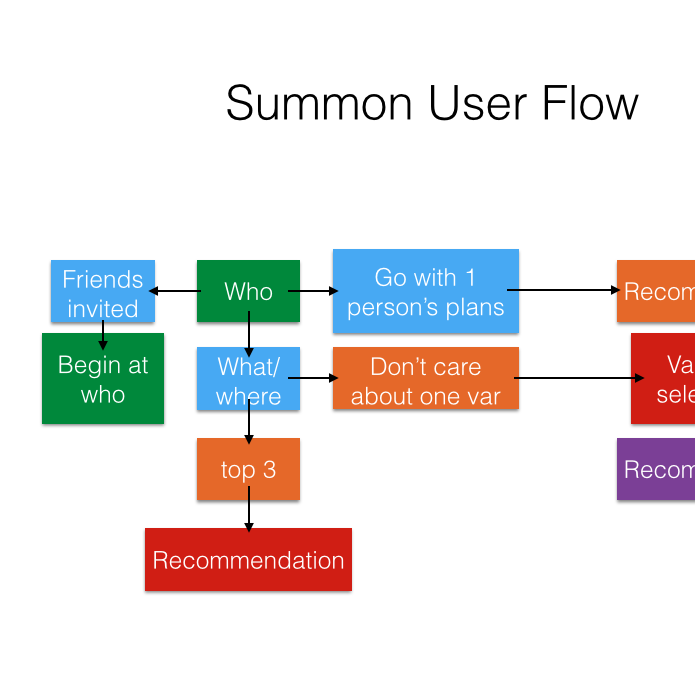 Summon User Flow
Friends
invited
Who
Go with 1
person's plans
Recom
Begin at
who
What/
where
Don't care
about one var
Va
sele
top 3
Recom
Recommendation